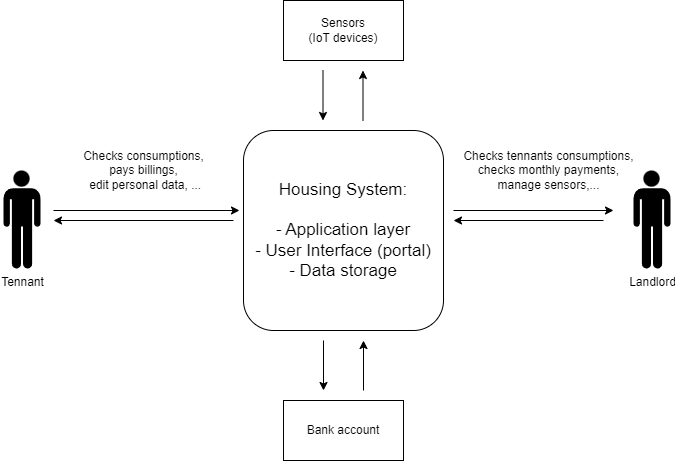 Sensors
(IoT devices)
Checks consumptions,
pays billings,
edit personal data, ...
Tennant
Housing System:
- Application layer
- User Interface (portal)
- Data storage
Checks tennants consumptions,
checks monthly payments,
manage sensors,...
Landlord
Bank account